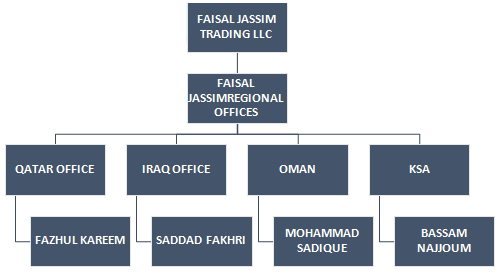 FAISAL JASSIM
TRADING LLC
FAISAL
JASSIMREGIONAL
OFFICES
QATAR OFFICE
IRAQ OFFICE
OMAN
KSA
FAZHUL KAREEM
SADDAD FAKHRI
MOHAMMAD
SADIQUE
BASSAM
NAJJOUM